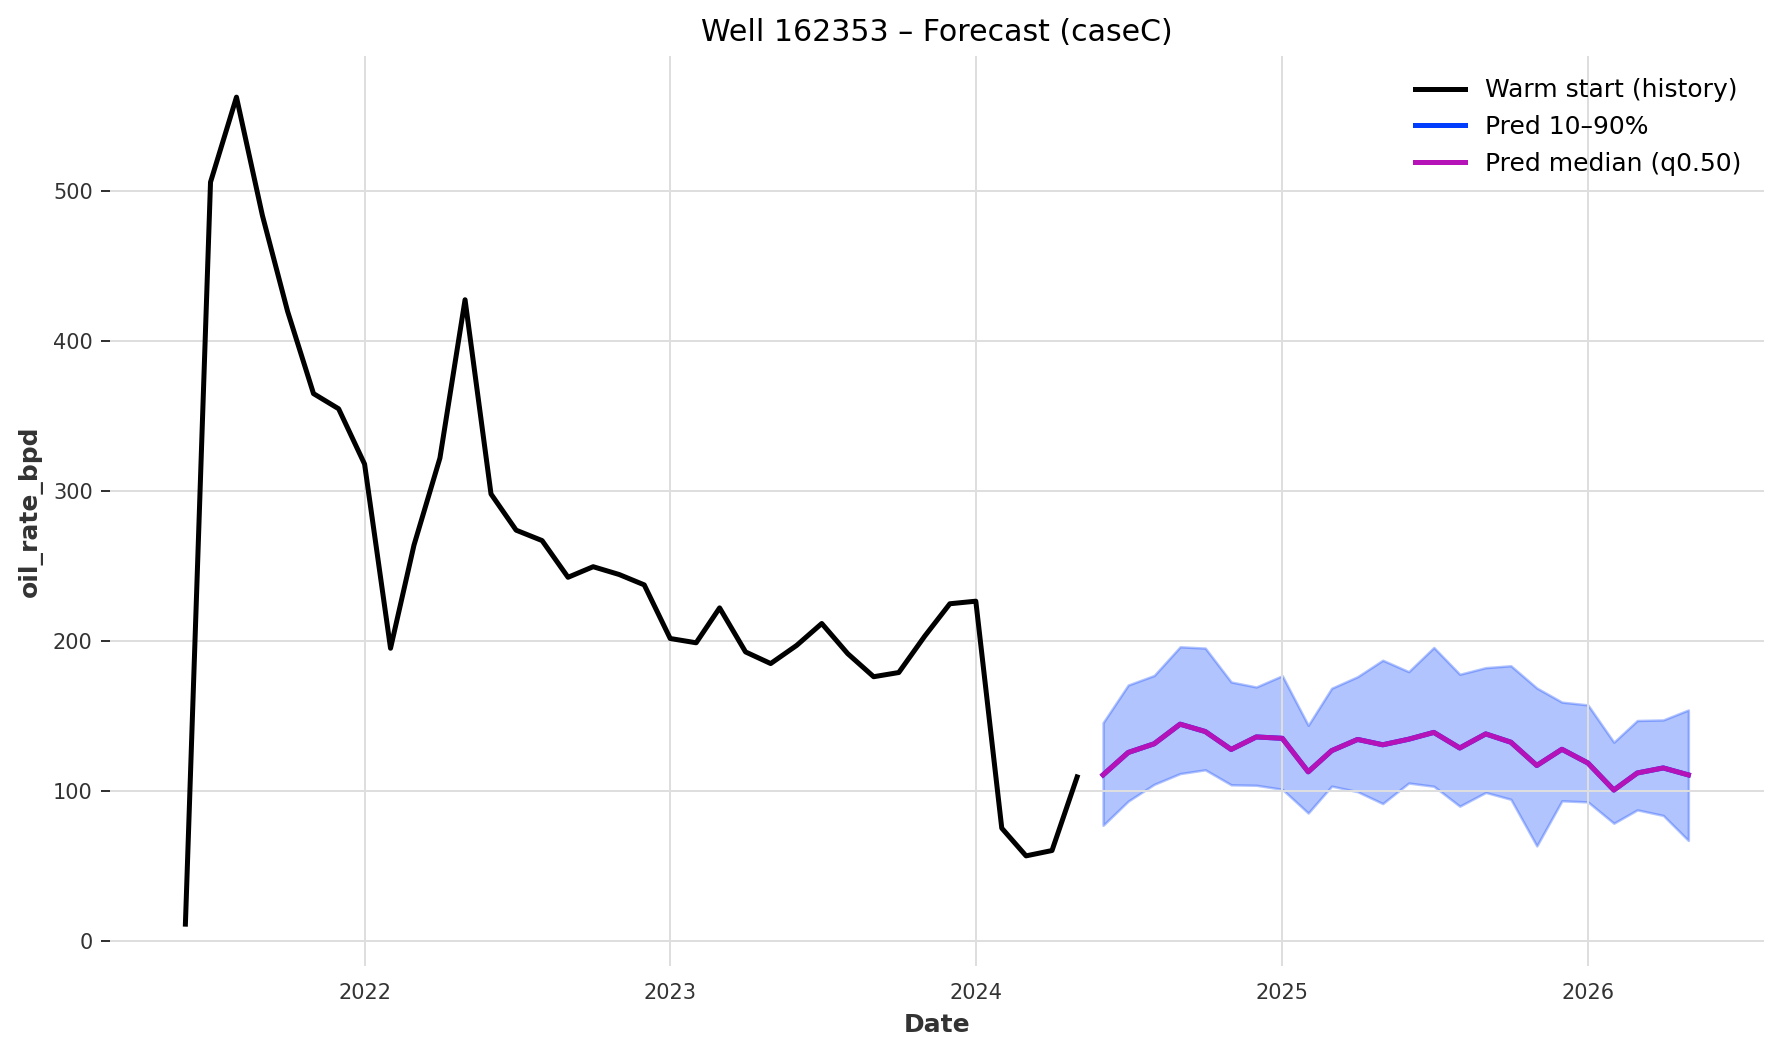 Well 162353 – Forecast (caseC)
Warm start (history)
Pred 10–90%
Pred median (q0.50)
oil_rate_bpd
500
400
300
200
100
0
2022
2023
2024
2025
2026
Date